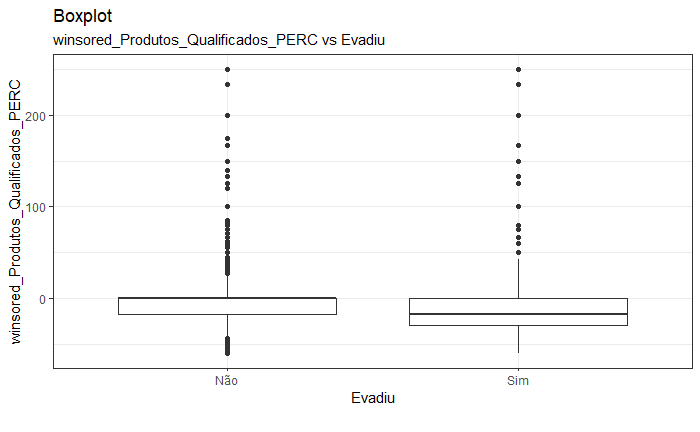 Boxplot
winsored_Produtos_Qualificados_PERC vs Evadiu
winsored_Produtos_Qualificados_PERC
200
100
0
Não
Sim
Evadiu